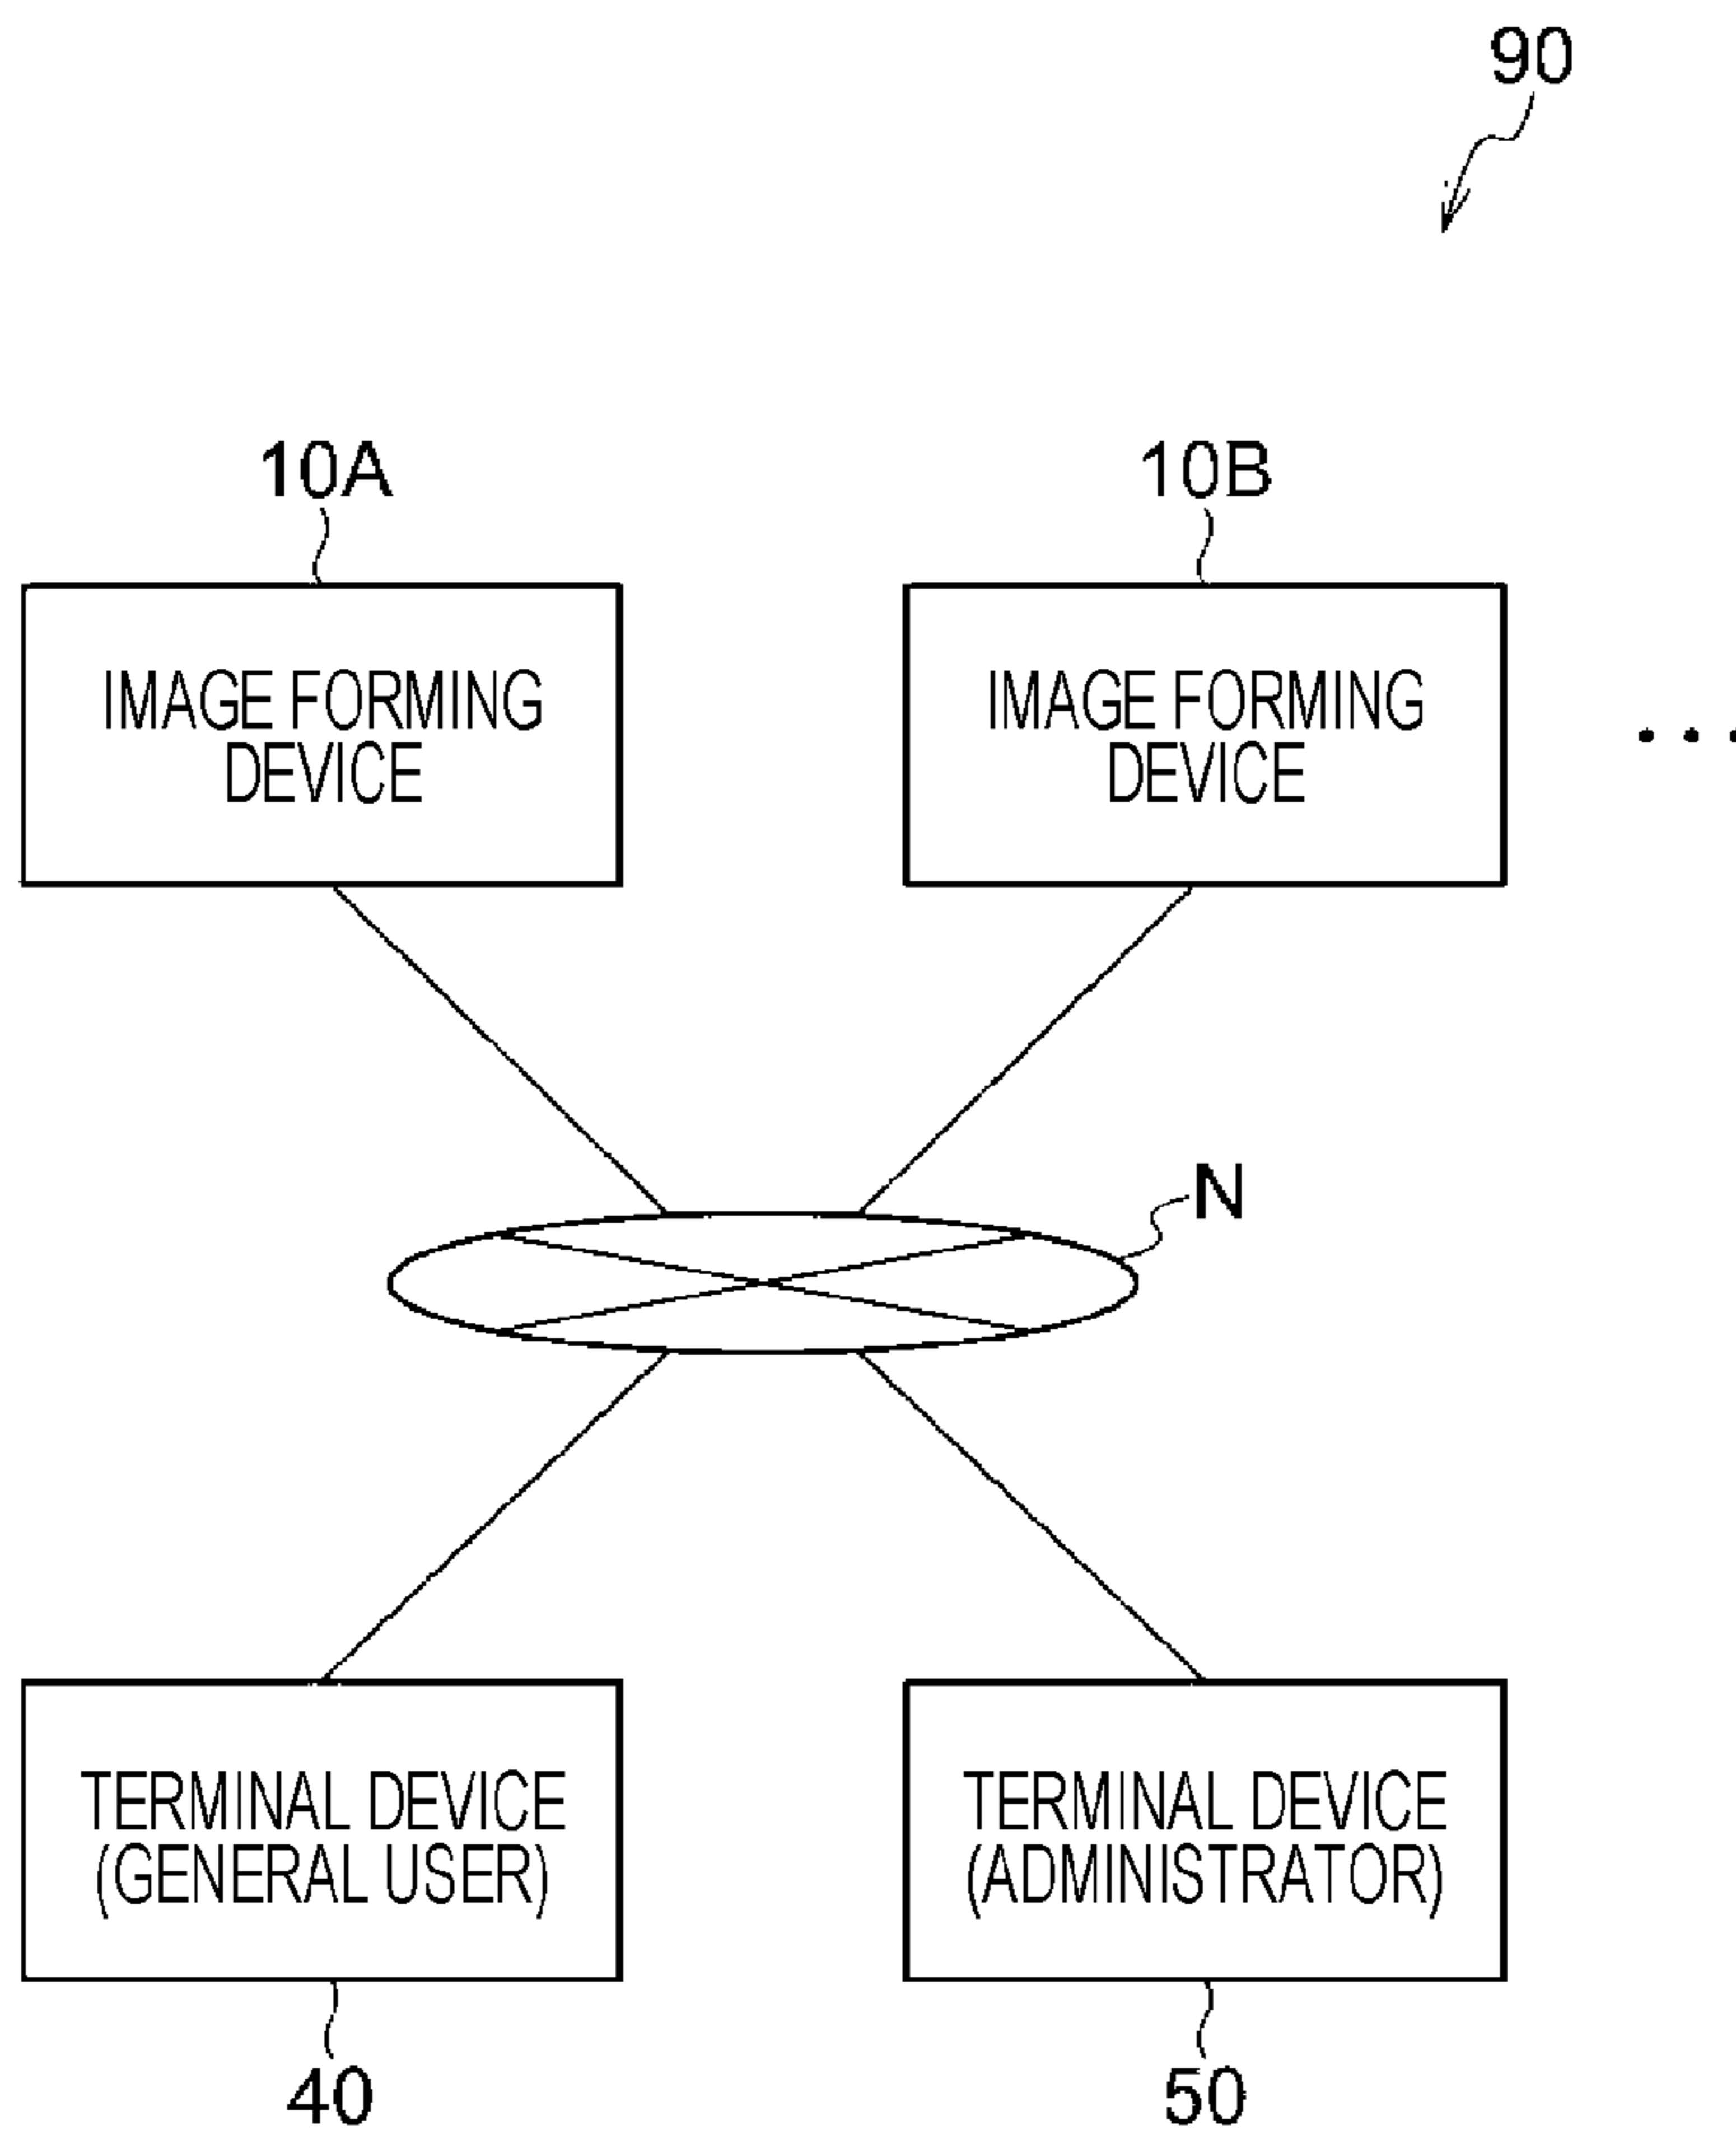 90
10A
10B
IMAGE FORMING
DEVICE
IMAGE FORMING
DEVICE
...
N
TERMINAL DEVICE
(GENERAL USER)
TERMINAL DEVICE
(ADMINISTRATOR)
40
50